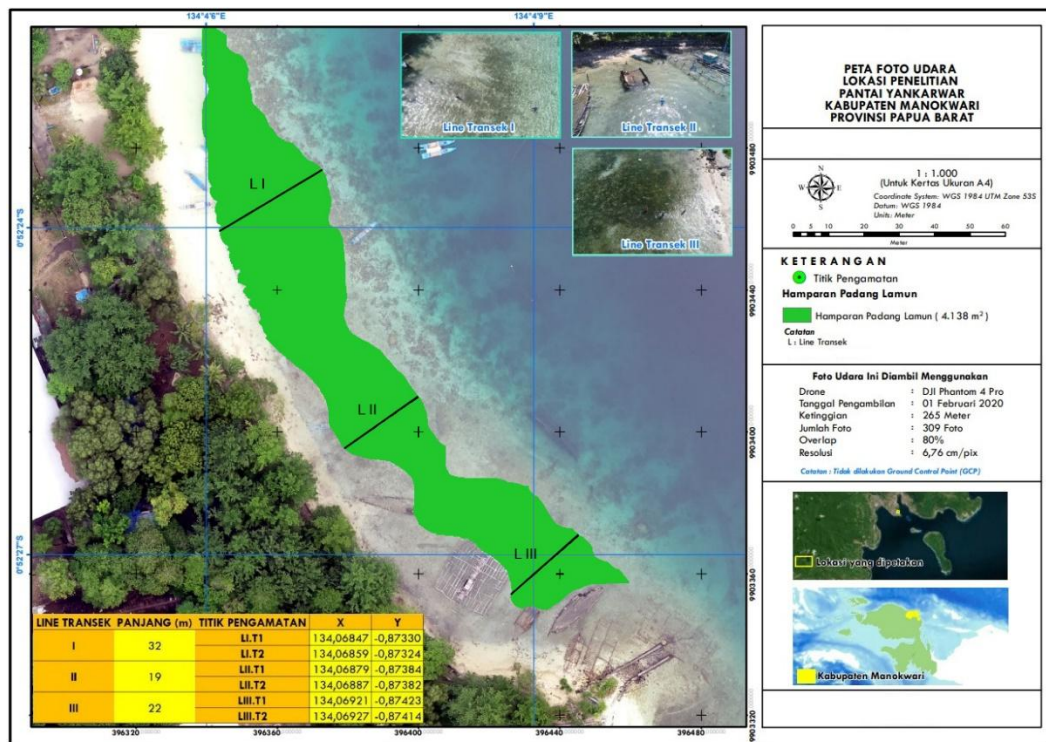 134°4'6"E
134°4'9"E
Line Transek I
Line Transek II
Line Transek III
L I
L II
L III
0°52'24"S
0°52'27"S
9903480
9903440
9903400
9903360
9903320
396320
396360
396400
396440
396480
LINE TRANSEK PANJANG (m) TITIK PENGAMATAN X Y
I 32 LI.T1 134,06847 -0,87330
LI.T2 134,06859 -0,87324
II 19 LII.T1 134,06879 -0,87384
LII.T2 134,06887 -0,87382
III 22 LIII.T1 134,06921 -0,87423
LIII.T2 134,06927 -0,87414
PETA FOTO UDARA
LOKASI PENELITIAN
PANTAI YANKARWAR
KABUPATEN MANOKWARI
PROVINSI PAPUA BARAT
N
W E
S
1 : 1.000
(Untuk Kertas Ukuran A4)
Coordinate System: WGS 1984 UTM Zone 53S
Datum: WGS 1984
Units: Meter
0 5 10 20 30 40 50 60
Meter
KETERANGAN
Titik Pengamatan
Hamparan Padang Lamun
Hamparan Padang Lamun ( 4.138 m²)
Catatan
L : Line Transek
Foto Udara Ini Diambil Menggunakan
Drone : DJI Phantom 4 Pro
Tanggal Pengambilan : 01 Februari 2020
Ketinggian : 265 Meter
Jumlah Foto : 309 Foto
Overlap : 80%
Resolusi : 6,76 cm/pix
Catatan : Tidak dilakukan Ground Control Point (GCP)
Lokasi yang dipetakan
Kabupaten Manokwari